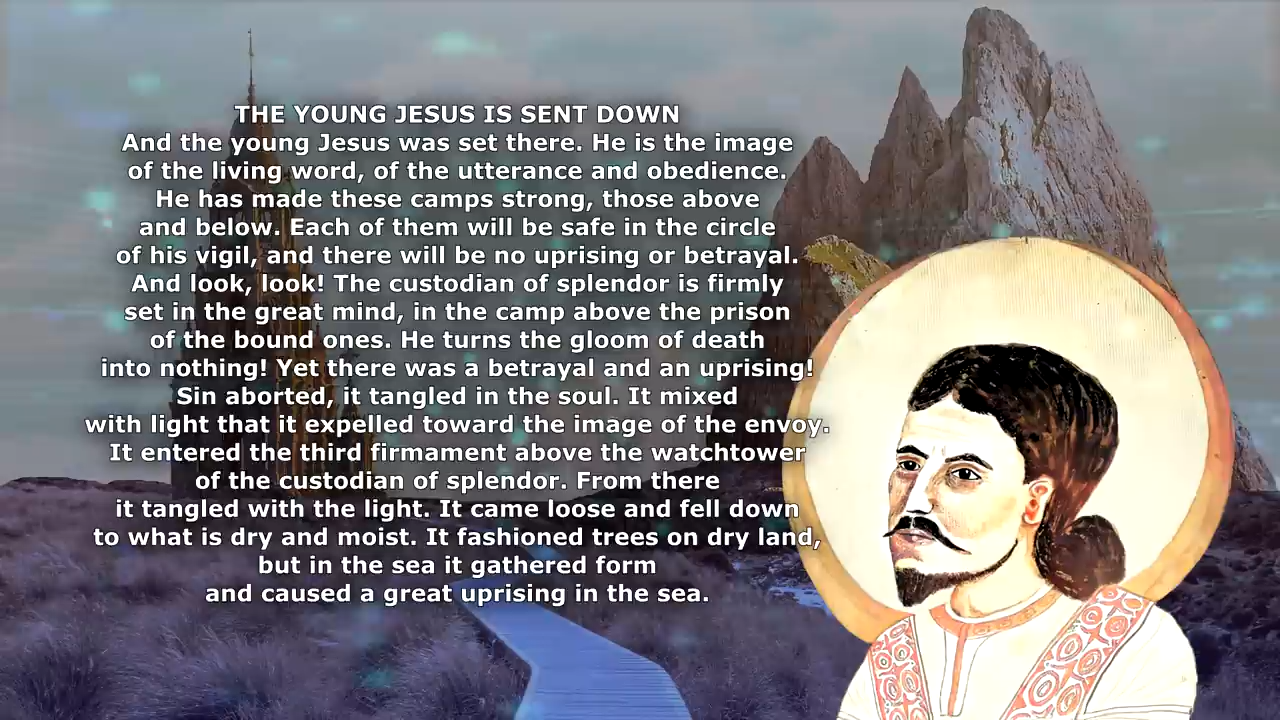 THE YOUNG JESUS IS SENT DOWN
And the young Jesus was set there. He is the image
of the living word, of the utterance and obedience.
He has made these camps strong, those above
and below. Each of them will be safe in the circle
of his vigil, and there will be no uprising or betrayal.
And look, look! The custodian of splendor is firmly
set in the great mind, in the camp above the prison
of the bound ones. He turns the gloom of death
into nothing! Yet there was a betrayal and an uprising!
Sin aborted, it tangled in the soul. It mixed
with light that it expelled toward the image of the envoy.
It entered the third firmament above the watchtower
of the custodian of splendor. From there
it tangled with the light. It came loose and fell down
to what is dry and moist. It fashioned trees on dry land,
but in the sea it gathered form
and caused a great uprising in the sea.